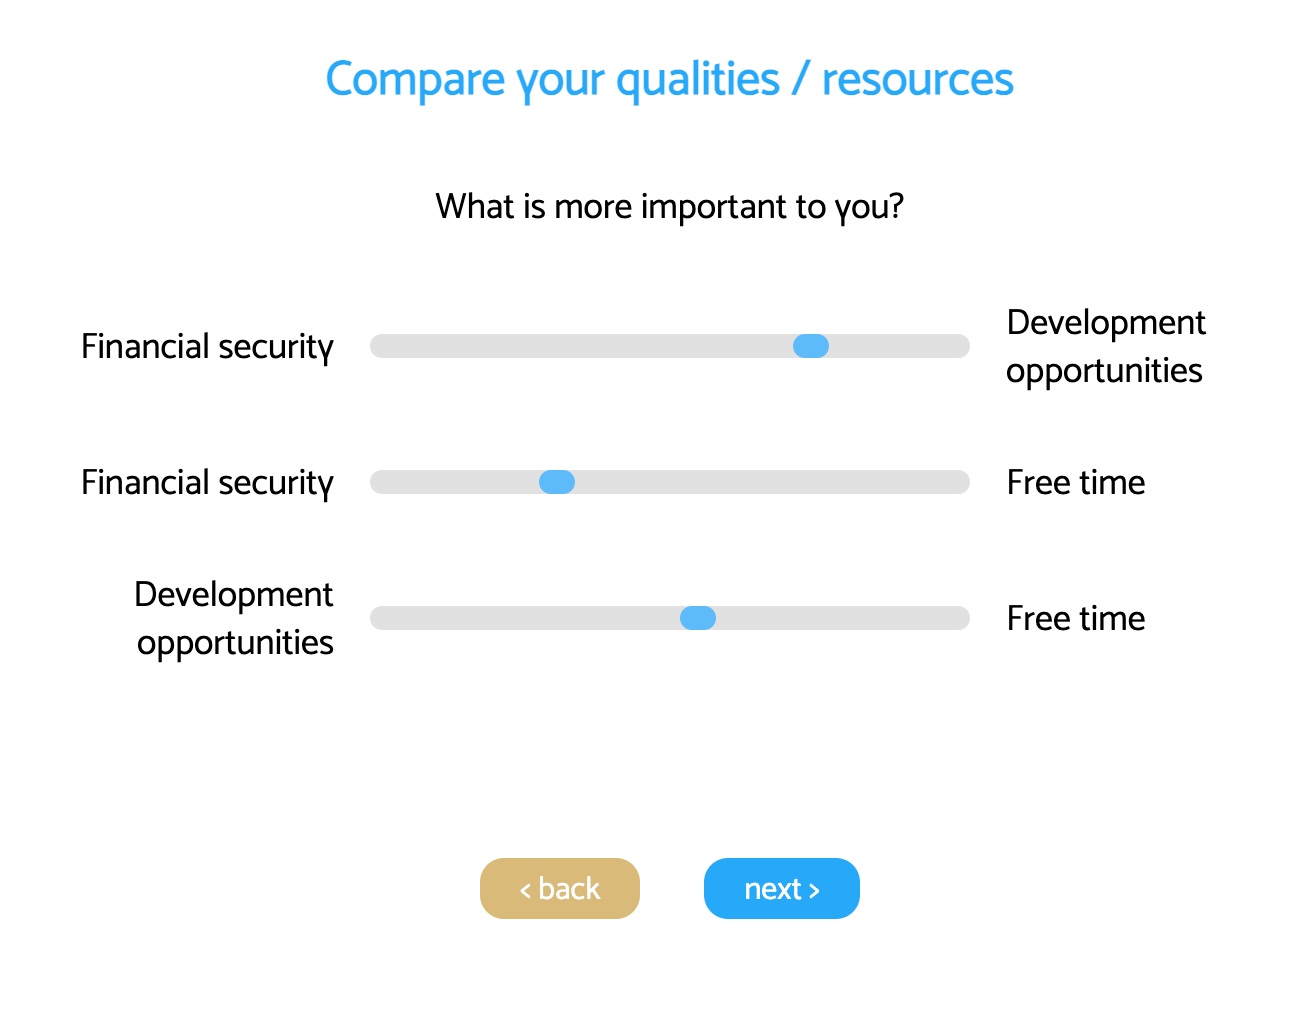 Compare your qualities / resources
What is more important to you?
Financial security
Development
opportunities
Financial security
Free time
Development
opportunities
Free time
< back
next >